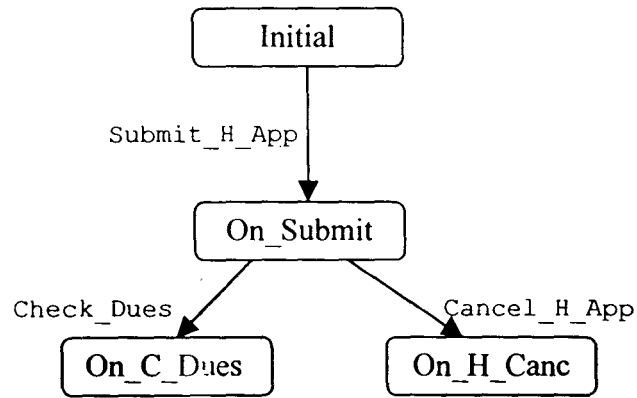 Initial
Submit_H_App
On_Submit
Check_Dues
Cancel_H_App
On_C_Dues
On_H_Canc